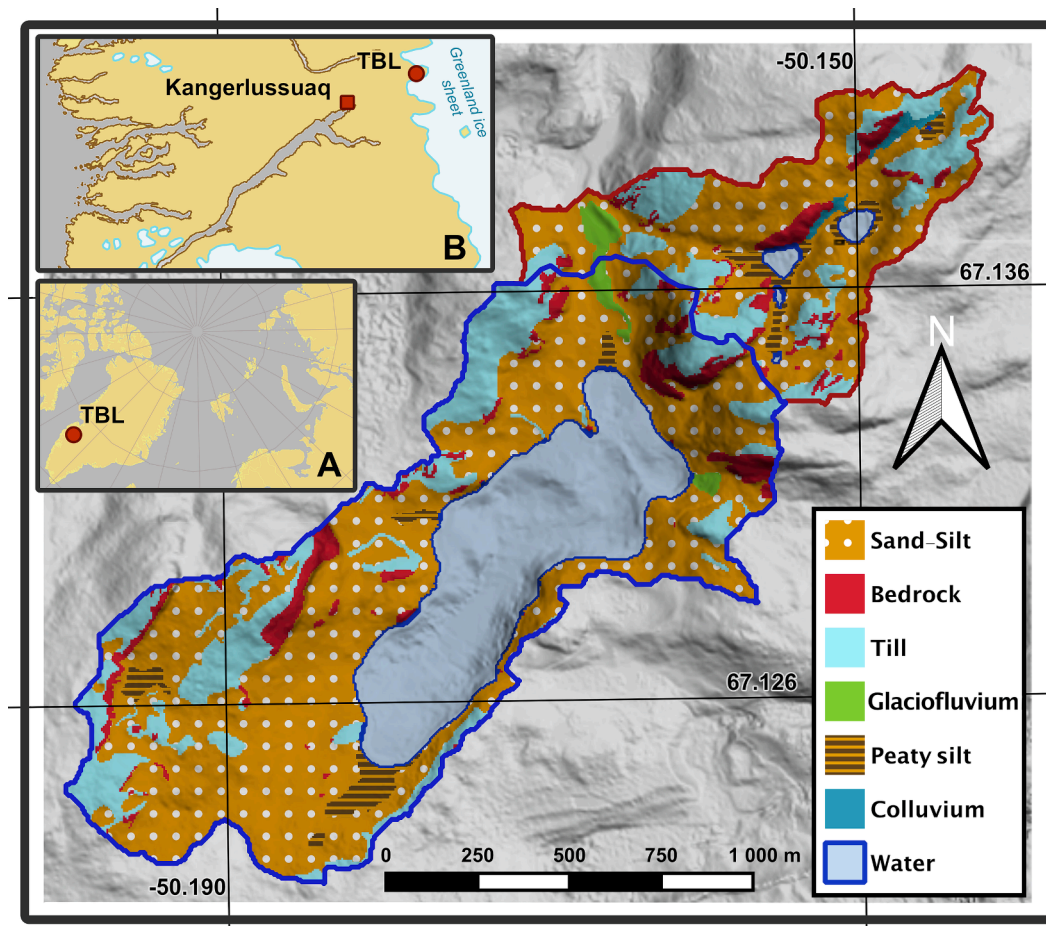 TBL
Kangerlussuaq
Greenland ice
sheet
B
TBL
A
-50.150
67.136
N
67.126
-50.190
0 250 500 750 1 000 m
Sand-Silt
Bedrock
Till
Glaciofluvium
Peaty silt
Colluvium
Water